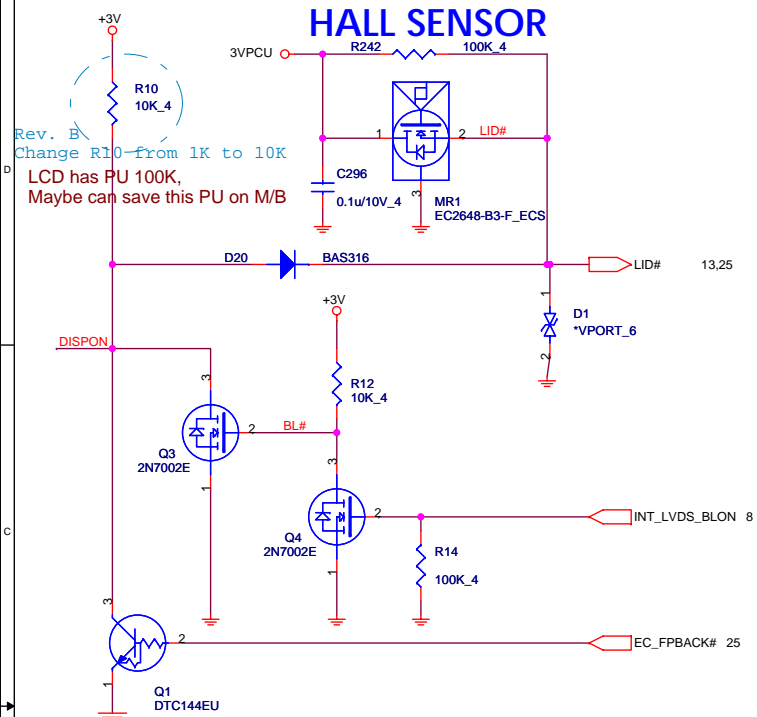 HALL SENSOR
+3V
3VPCU
R242
100K_4
R10
10K_4
Rev. B
Change R10 from 1K to 10K
LCD has PU 100K,
Maybe can save this PU on M/B
1
2
LID#
C296
0.1u/10V_4
3
MR1
EC2648-B3-F_ECS
D
D20
BAS316
LID#
13,25
+3V
1
D1
*VPORT_6
2
DISPON
3
R12
10K_4
2
BL#
Q3
2N7002E
1
3
2
INT_LVDS_BLON
8
Q4
2N7002E
C
R14
100K_4
1
3
2
EC_FPBACK#
25
1
Q1
DTC144EU